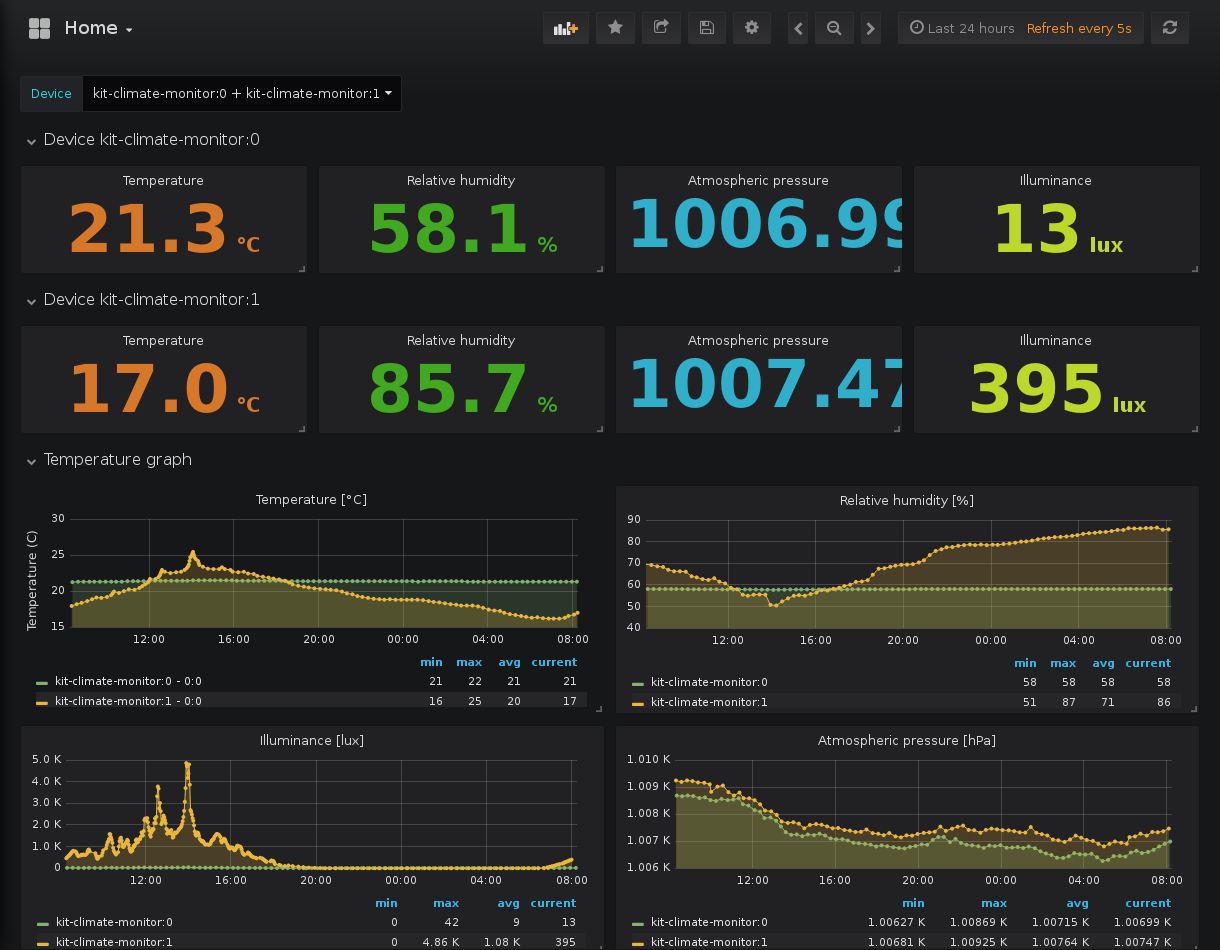 Home
Last 24 hours Refresh every 5s
Device kit-climate-monitor:0 + kit-climate-monitor:1
Device kit-climate-monitor:0
Temperature Relative humidity Atmospheric pressure Illuminance
21.3 °C 58.1 % 1006.99 13 lux
Device kit-climate-monitor:1
Temperature Relative humidity Atmospheric pressure Illuminance
17.0 °C 85.7 % 1007.47 395 lux
Temperature graph
Temperature [°C]
Temperature (C)
30
25
20
15
12:00 16:00 20:00 00:00 04:00 08:00
min max avg current
kit-climate-monitor:0 - 0:0 21 22 21 21
kit-climate-monitor:1 - 0:0 16 25 20 17
Relative humidity [%]
90
80
70
60
50
40
12:00 16:00 20:00 00:00 04:00 08:00
min max avg current
kit-climate-monitor:0 58 58 58 58
kit-climate-monitor:1 51 87 71 86
Illuminance [lux]
5.0 K
4.0 K
3.0 K
2.0 K
1.0 K
0
12:00 16:00 20:00 00:00 04:00 08:00
min max avg current
kit-climate-monitor:0 0 42 9 13
kit-climate-monitor:1 0 4.86 K 1.08 K 395
Atmospheric pressure [hPa]
1.010 K
1.009 K
1.008 K
1.007 K
1.006 K
12:00 16:00 20:00 00:00 04:00 08:00
min max avg current
kit-climate-monitor:0 1.00627 K 1.00869 K 1.00715 K 1.00699 K
kit-climate-monitor:1 1.00681 K 1.00925 K 1.00764 K 1.00747 K